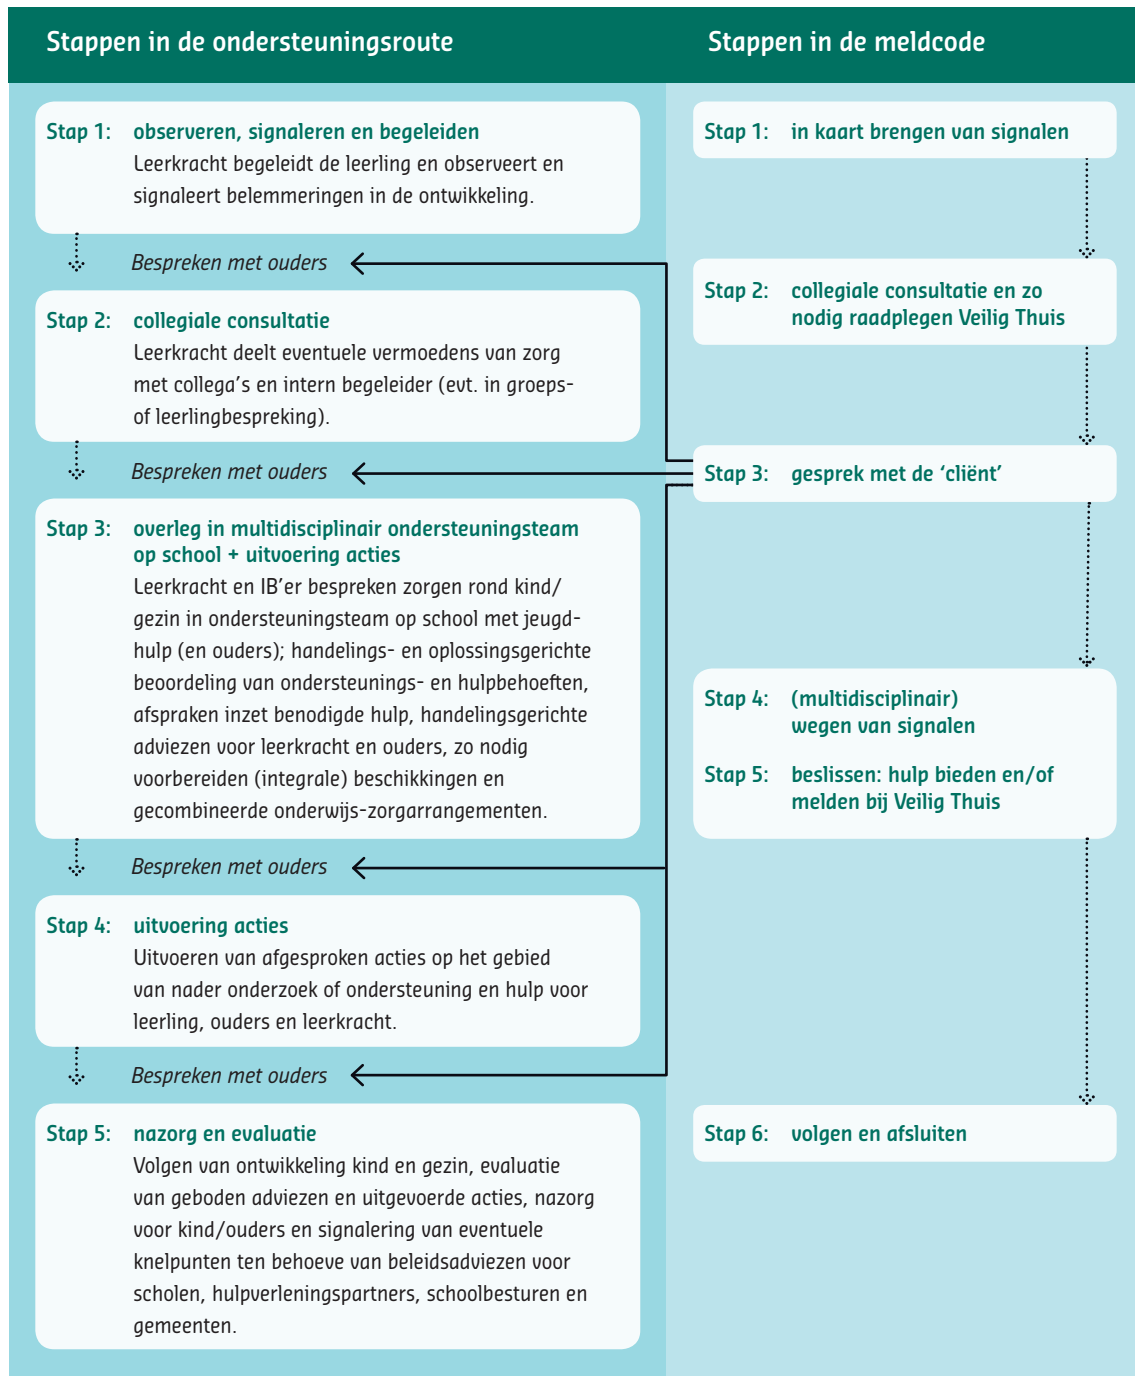 Stappen in de ondersteuningsroute
Stap 1: observeren, signaleren en begeleiden
Leerkracht begeleidt de leerling en observeert en
signaleert belemmeringen in de ontwikkeling.
Bespreken met ouders
Stap 2: collegiale consultatie
Leerkracht deelt eventuele vermoedens van zorg
met collega's en intern begeleider (evt. in groeps-
of leerlingbespreking).
Bespreken met ouders
Stap 3: overleg in multidisciplinair ondersteuningsteam
op school + uitvoering acties
Leerkracht en IB'er bespreken zorgen rond kind/
gezin in ondersteuningsteam op school met jeugd-
hulp (en ouders); handelings- en oplossingsgerichte
beoordeling van ondersteunings- en hulpbehoeften,
afspraken inzet benodigde hulp, handelingsgerichte
adviezen voor leerkracht en ouders, zo nodig
voorbereiden (integrale) beschikkingen en
gecombineerde onderwijs-zorgarrangementen.
Bespreken met ouders
Stap 4: uitvoering acties
Uitvoeren van afgesproken acties op het gebied
van nader onderzoek of ondersteuning en hulp voor
leerling, ouders en leerkracht.
Bespreken met ouders
Stap 5: nazorg en evaluatie
Volgen van ontwikkeling kind en gezin, evaluatie
van geboden adviezen en uitgevoerde acties, nazorg
voor kind/ouders en signalering van eventuele
knelpunten ten behoeve van beleidsadviezen voor
scholen, hulpverleningspartners, schoolbesturen en
gemeenten.
Stappen in de meldcode
Stap 1: in kaart brengen van signalen
Stap 2: collegiale consultatie en zo
nodig raadplegen Veilig Thuis
Stap 3: gesprek met de 'cliënt'
Stap 4: (multidisciplinair)
wegen van signalen
Stap 5: beslissen: hulp bieden en/of
melden bij Veilig Thuis
Stap 6: volgen en afsluiten